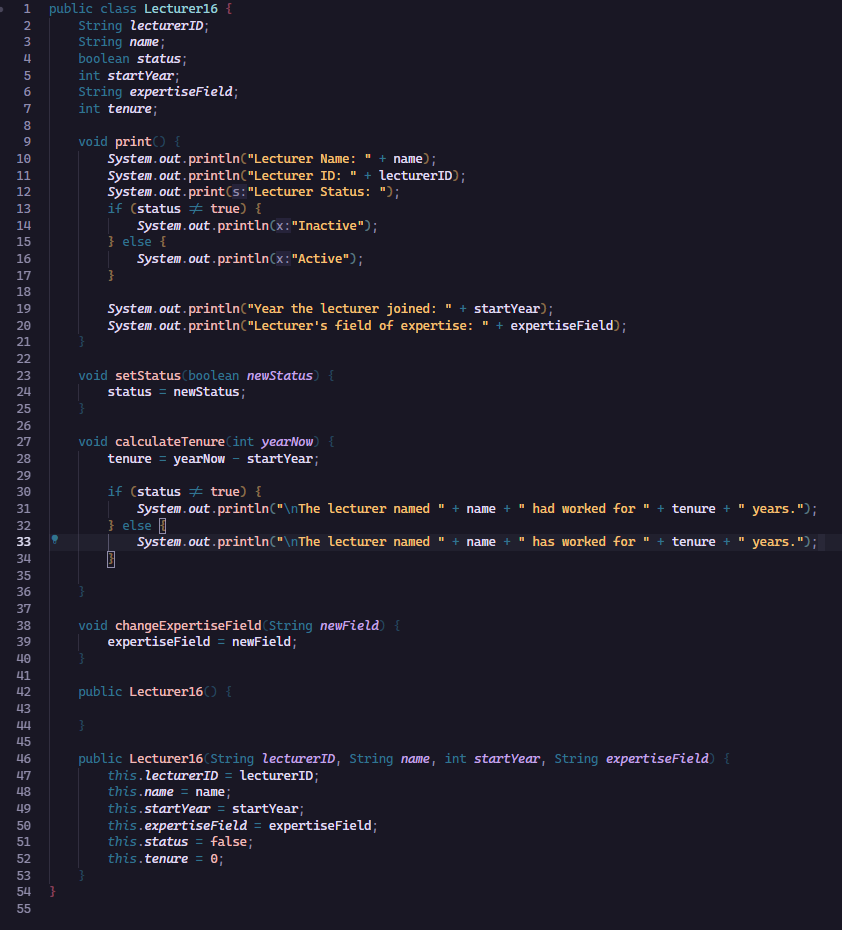 1 public class Lecturer16 {
2     String lecturerID;
3     String name;
4     boolean status;
5     int startYear;
6     String expertiseField;
7     int tenure;
8
9     void print() {
10         System.out.println("Lecturer Name: " + name);
11         System.out.println("Lecturer ID: " + lecturerID);
12         System.out.print(s:"Lecturer Status: ");
13         if (status ≠ true) {
14             System.out.println(x:"Inactive");
15         } else {
16             System.out.println(x:"Active");
17         }
18
19         System.out.println("Year the lecturer joined: " + startYear);
20         System.out.println("Lecturer's field of expertise: " + expertiseField);
21     }
22
23     void setStatus(boolean newStatus) {
24         status = newStatus;
25     }
26
27     void calculateTenure(int yearNow) {
28         tenure = yearNow - startYear;
29
30         if (status ≠ true) {
31             System.out.println("\nThe lecturer named " + name + " had worked for " + tenure + " years.");
32         } else {
33             System.out.println("\nThe lecturer named " + name + " has worked for " + tenure + " years.");
34         }
35
36     }
37
38     void changeExpertiseField(String newField) {
39         expertiseField = newField;
40     }
41
42     public Lecturer16() {
43
44     }
45
46     public Lecturer16(String lecturerID, String name, int startYear, String expertiseField) {
47         this.lecturerID = lecturerID;
48         this.name = name;
49         this.startYear = startYear;
50         this.expertiseField = expertiseField;
51         this.status = false;
52         this.tenure = 0;
53     }
54 }
55